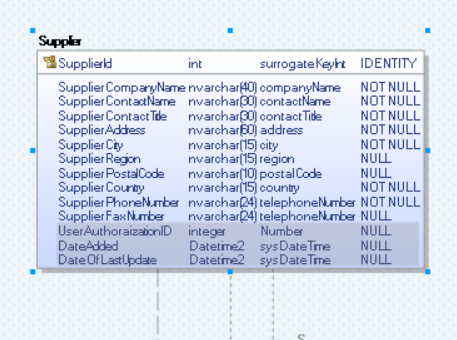 Supplier
SupplierId int surrogateKeyInt IDENTITY
SupplierCompanyName nvarchar(40) companyName NOT NULL
SupplierContactName nvarchar(30) contactName NOT NULL
SupplierContactTitle nvarchar(30) contactTitle NOT NULL
SupplierAddress nvarchar(60) address NOT NULL
SupplierCity nvarchar(15) city NOT NULL
SupplierRegion nvarchar(15) region NULL
SupplierPostalCode nvarchar(10) postalCode NULL
SupplierCountry nvarchar(15) country NOT NULL
SupplierPhoneNumber nvarchar(24) telephoneNumber NOT NULL
SupplierFaxNumber nvarchar(24) telephoneNumber NULL
UserAuthoraizationID integer Number NULL
DateAdded Datetime2 sysDateTime NULL
DateOfLastUpdate Datetime2 sysDateTime NULL
S